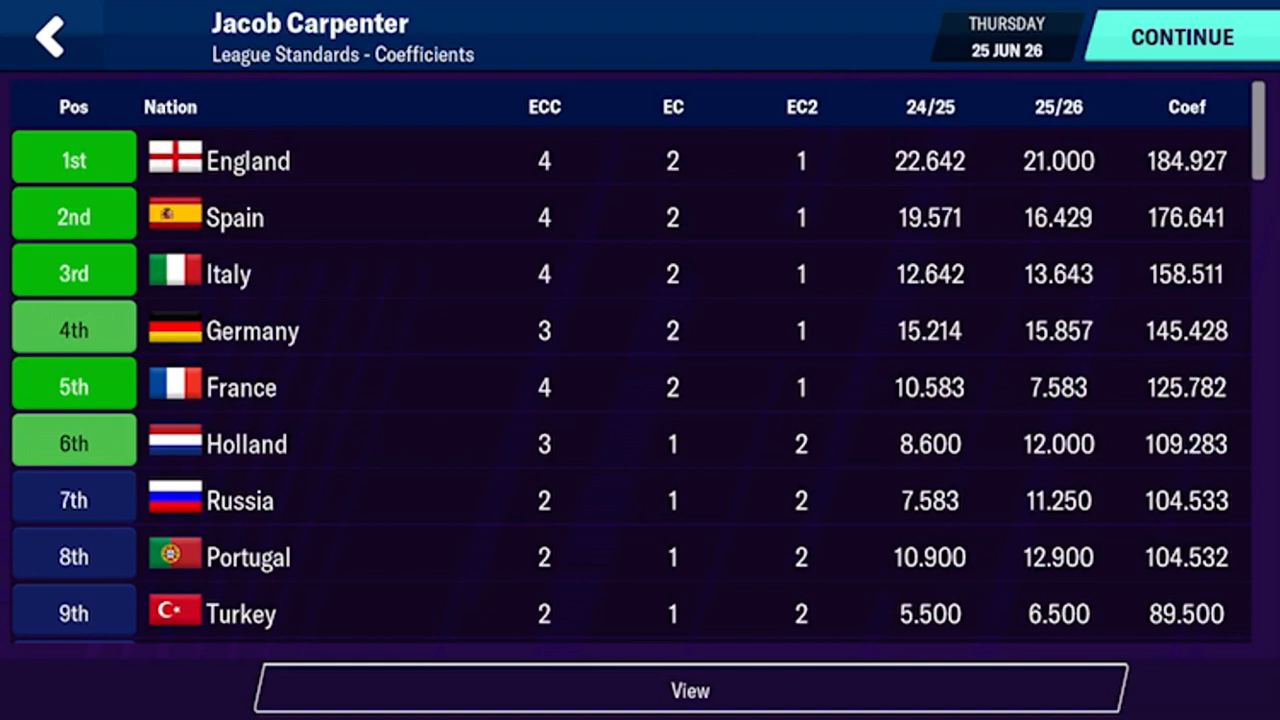 Jacob Carpenter
League Standards - Coefficients
THURSDAY
25 JUN 26
CONTINUE
Pos Nation ECC EC EC2 24/25 25/26 Coef
1st England 4 2 1 22.642 21.000 184.927
2nd Spain 4 2 1 19.571 16.429 176.641
3rd Italy 4 2 1 12.642 13.643 158.511
4th Germany 3 2 1 15.214 15.857 145.428
5th France 4 2 1 10.583 7.583 125.782
6th Holland 3 1 2 8.600 12.000 109.283
7th Russia 2 1 2 7.583 11.250 104.533
8th Portugal 2 1 2 10.900 12.900 104.532
9th Turkey 2 1 2 5.500 6.500 89.500
View